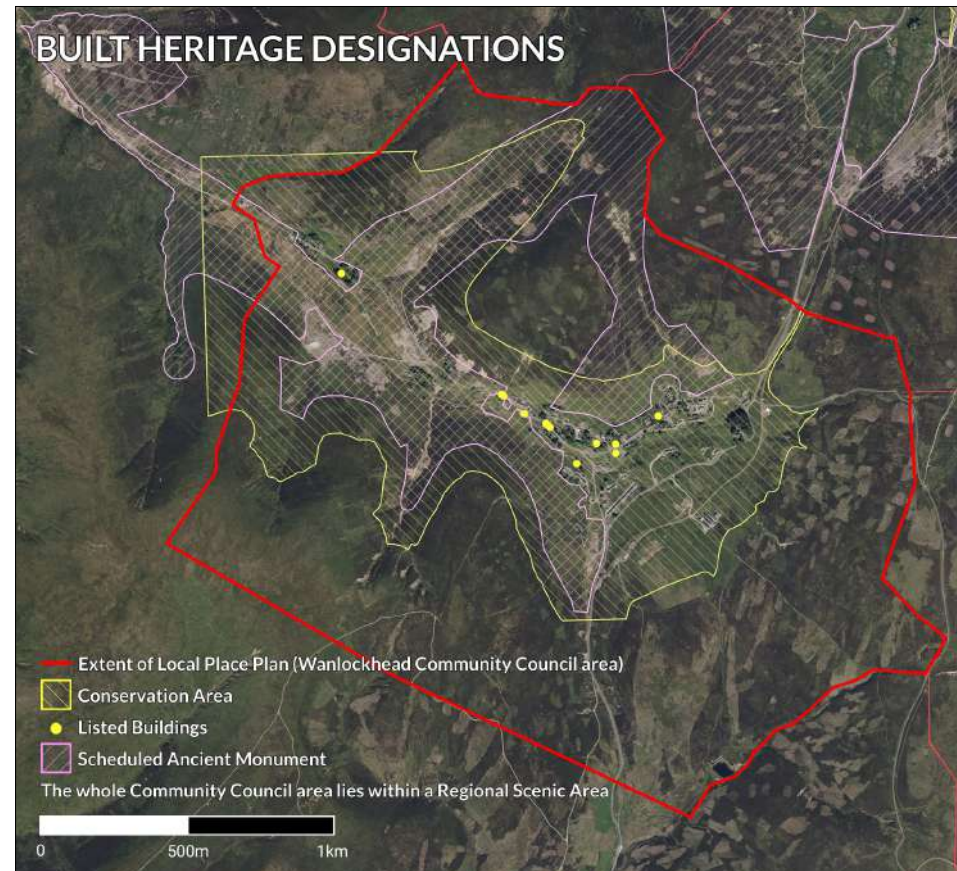 BUILT HERITAGE DESIGNATIONS
Extent of Local Place Plan (Wanlockhead Community Council area)
Conservation Area
Listed Buildings
Scheduled Ancient Monument
The whole Community Council area lies within a Regional Scenic Area
0 500m 1km